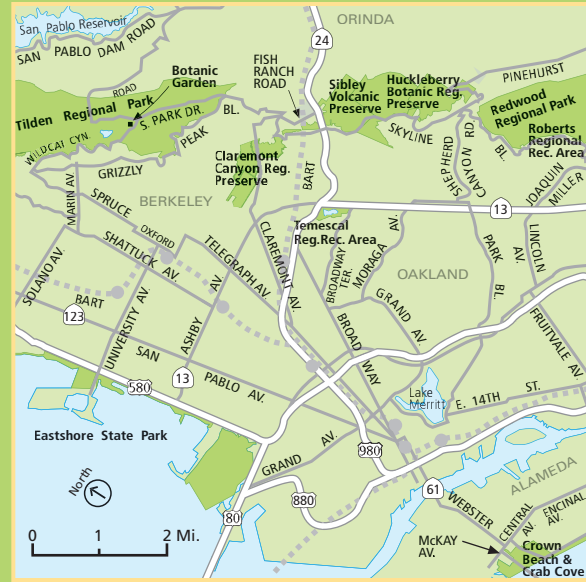 ORINDA
San Pablo Reservoir
24
SAN PABLO DAM ROAD
FISH
RANCH
ROAD
Botanic
Garden
ROAD
Sibley
Volcanic
Preserve
Huckleberry
Botanic Reg.
Preserve
PINEHURST
Tilden Regional Park
S. PARK DR.
BL.
Redwood
Regional Park
WILDCAT CYN.
PEAK
GRIZZLY
SKYLINE
BL.
SHEPHERD
CANYON RD
Roberts
Regional
Rec. Area
Claremont
Canyon Reg.
Preserve
BART
JOAQUIN
MILLER
MARIN AV
SPRUCE
BERKELEY
13
OXFORD
SHATTUCK AV.
TELEGRAPH AV.
CLAREMONT AV.
Temescal
Reg.Rec. Area
BROADWAY
TER.
MORAGA
AV.
OAKLAND
PARK
BL.
LINCOLN
AV.
SOLANO AV.
BART
123
UNIVERSITY AV.
ASHBY
AV
GRAND AV.
BROAD WAY
FRUITVALE AV.
SAN PABLO AV.
580
13
Lake
Merritt
E. 14TH ST.
Eastshore State Park
GRAND AV.
980
North
61
ALAMEDA
880
80
WEBSTER
CENTRAL
AV.
ENCINAL
AV.
0 1 2 Mi.
McKAY
AV.
Crown
Beach &
Crab Cove